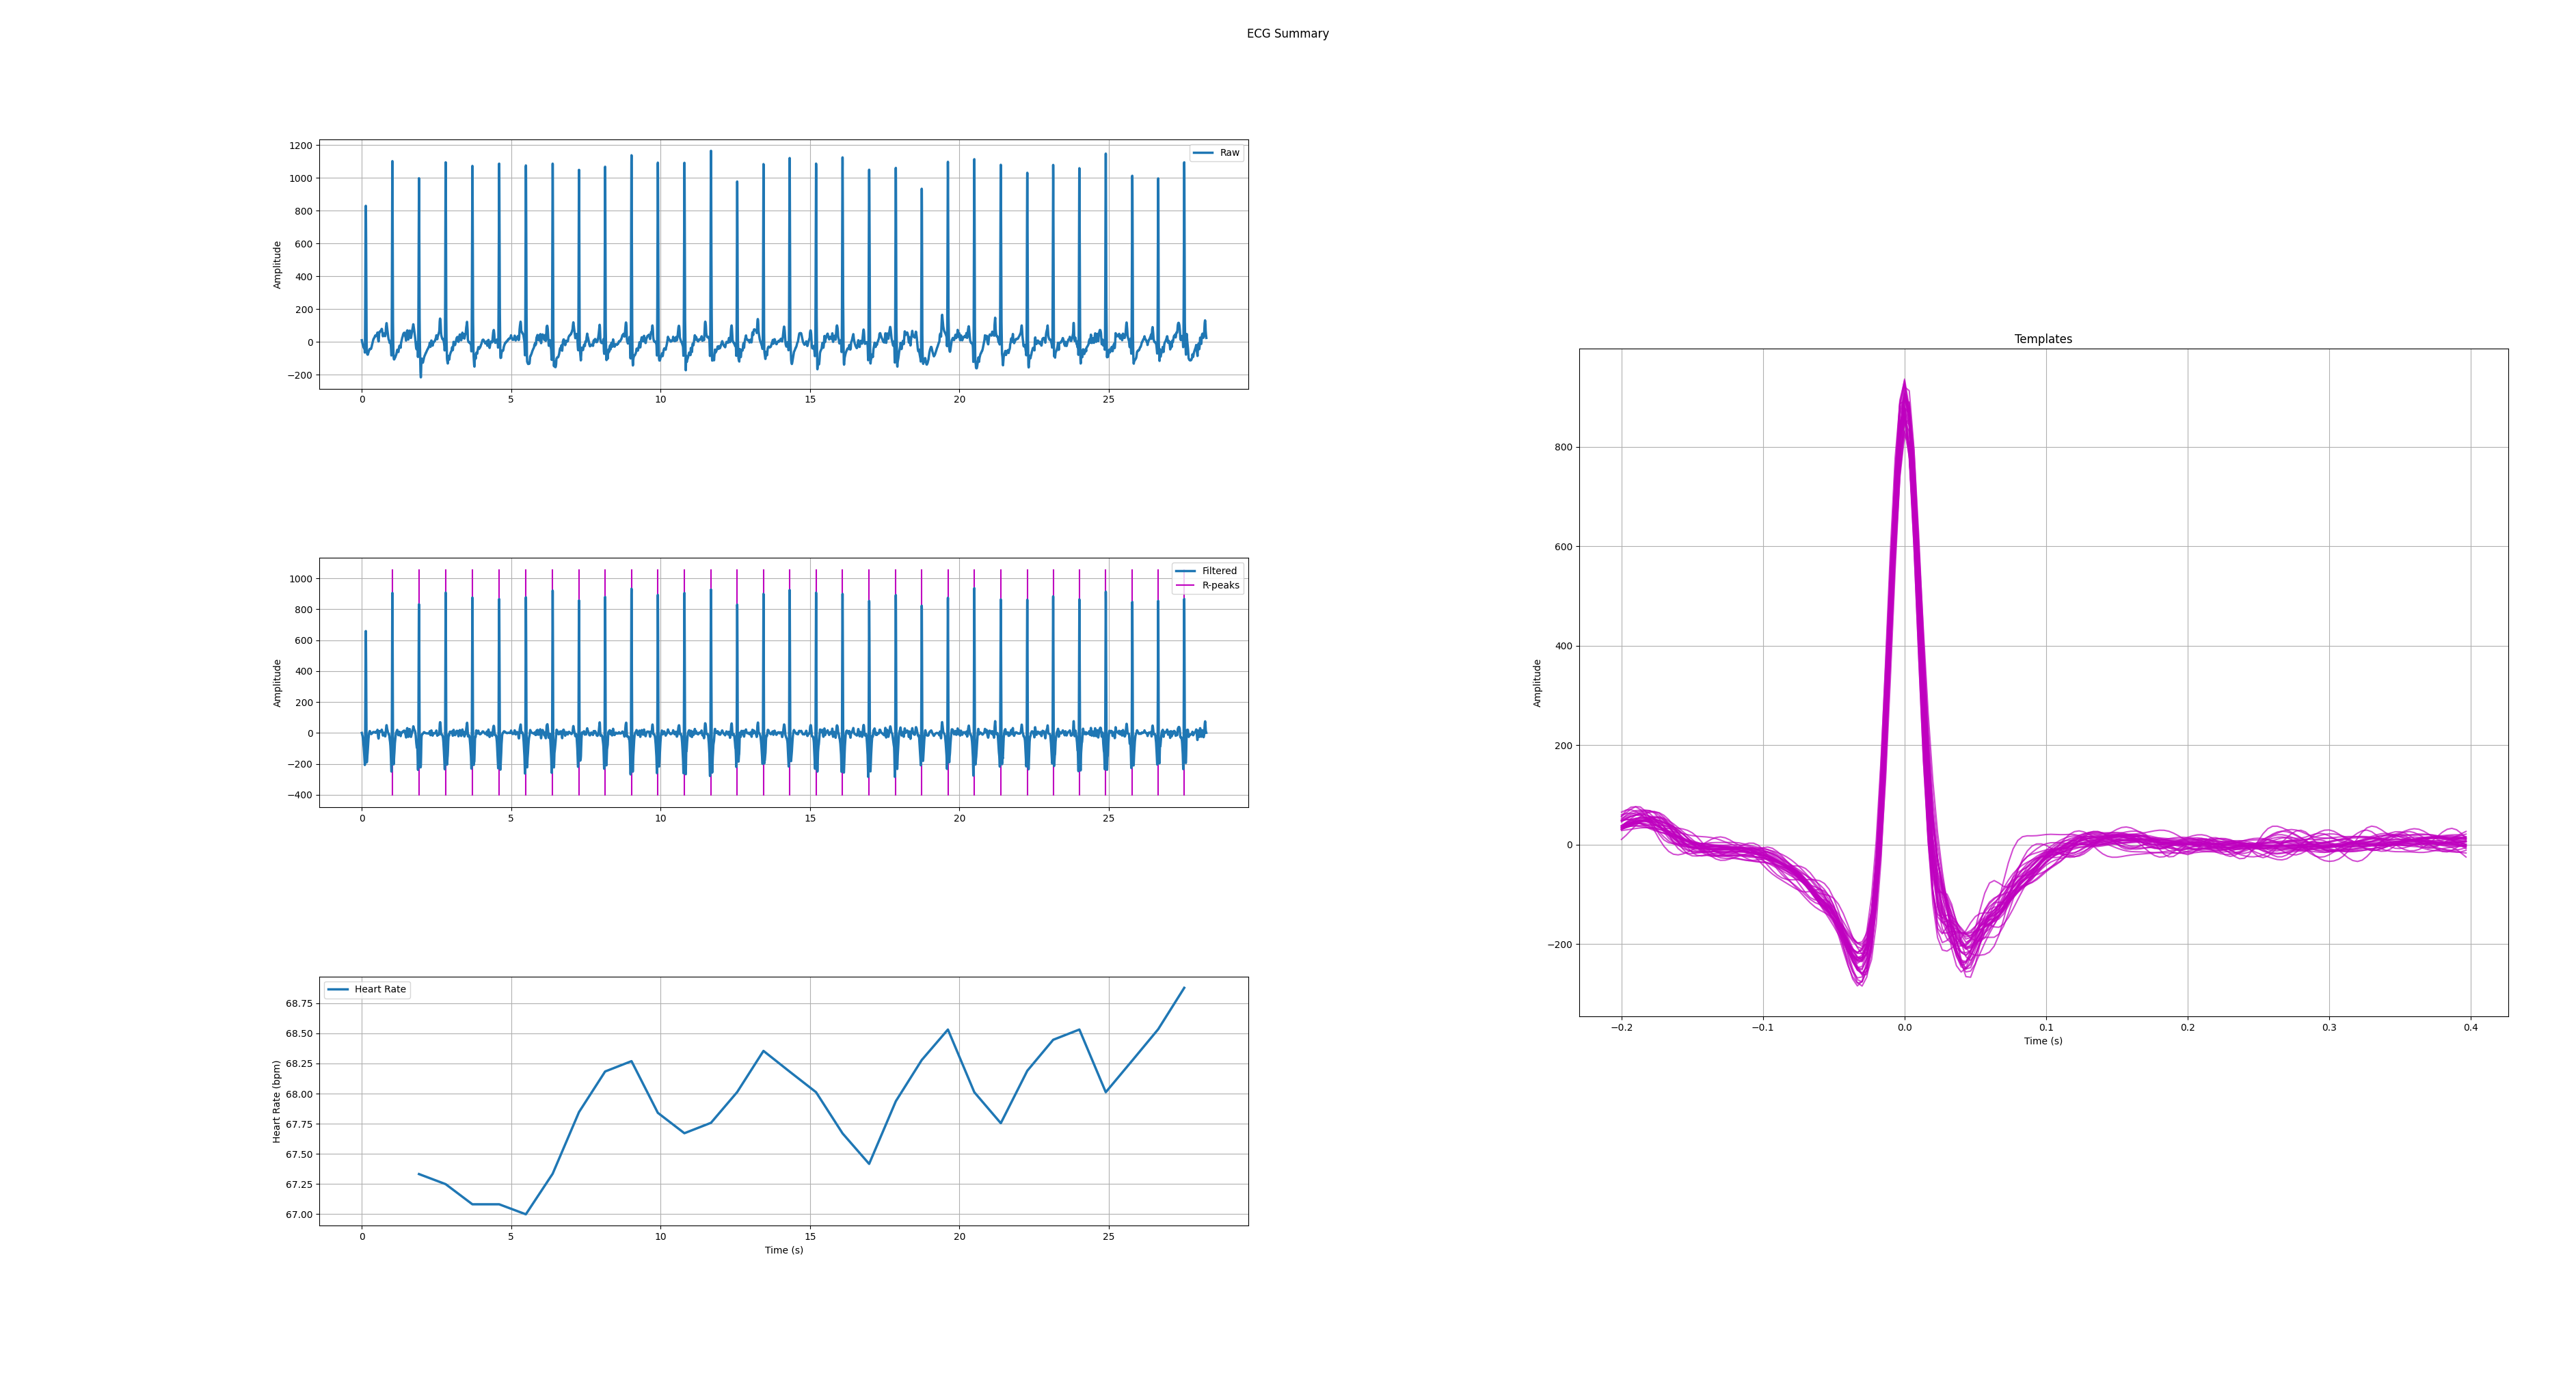 ECG Summary
1200
1000
800
600
400
200
0
−200
Amplitude
Raw
0 5 10 15 20 25
1000
800
600
400
200
0
−200
−400
Amplitude
Filtered
R-peaks
0 5 10 15 20 25
68.75
68.50
68.25
68.00
67.75
67.50
67.25
67.00
Heart Rate (bpm)
Heart Rate
0 5 10 15 20 25
Time (s)
Templates
800
600
400
200
0
−200
Amplitude
−0.2 −0.1 0.0 0.1 0.2 0.3 0.4
Time (s)